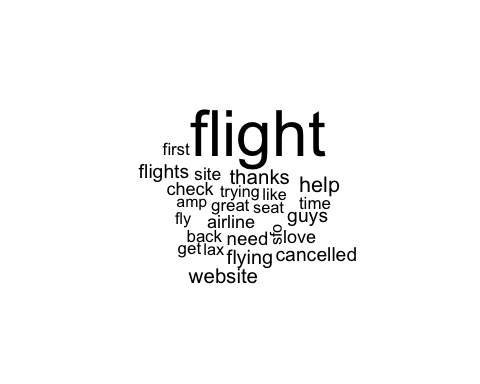 flight
first
flights site thanks
check trying like help
amp great seat time
fly airline guys
back need sfo love
get lax flying cancelled
website